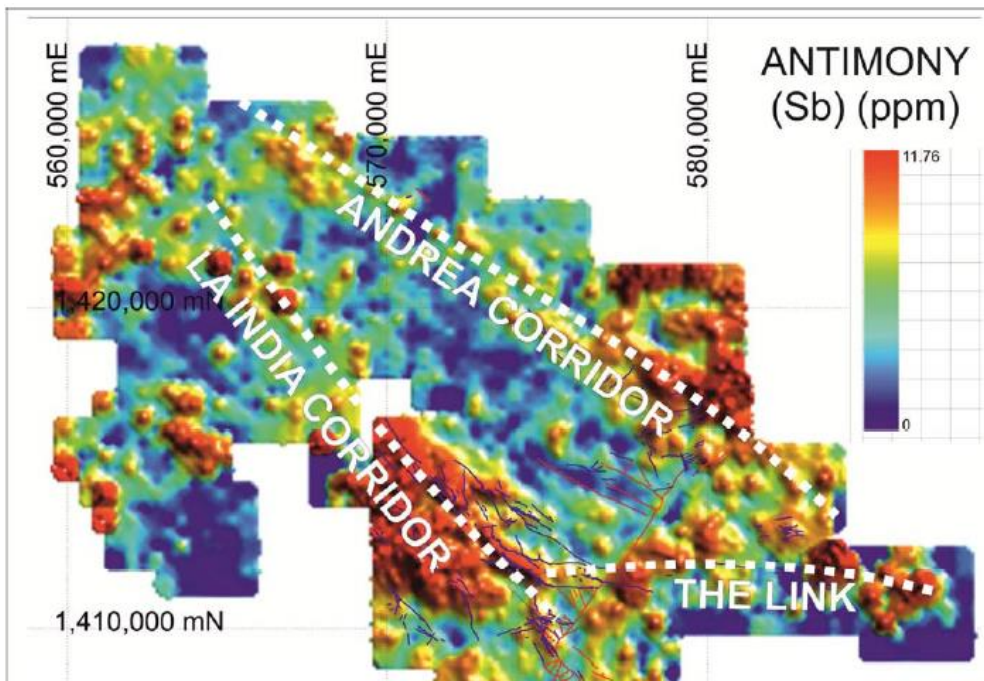 560,000 mE
570,000 mE
580,000 mE
ANTIMONY
(Sb) (ppm)
11.76
0
ANDREA CORRIDOR
LA INDIA CORRIDOR
1,420,000 mN
THE LINK
1,410,000 mN